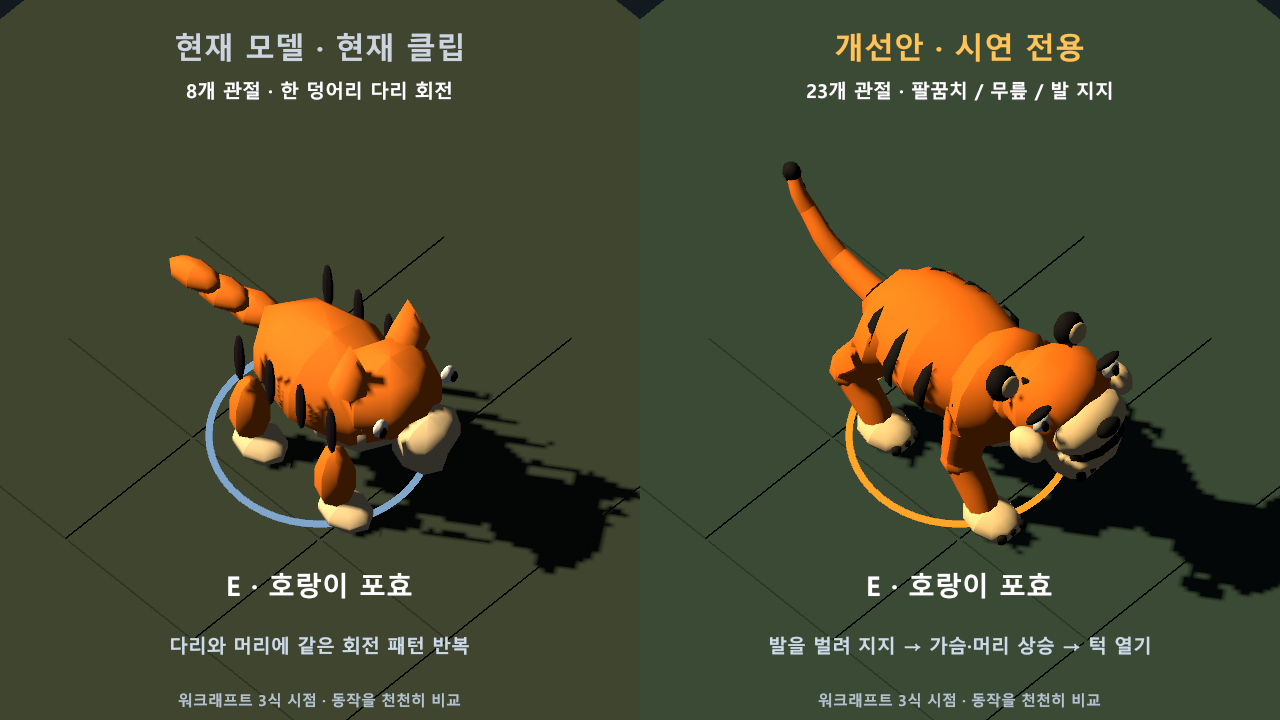 현재 모델 · 현재 클립
8개 관절 · 한 덩어리 다리 회전
E · 호랑이 포효
다리와 머리에 같은 회전 패턴 반복
워크래프트 3식 시점 · 동작을 천천히 비교
개선안 · 시연 전용
23개 관절 · 팔꿈치 / 무릎 / 발 지지
E · 호랑이 포효
발을 벌려 지지 → 가슴·머리 상승 → 턱 열기
워크래프트 3식 시점 · 동작을 천천히 비교